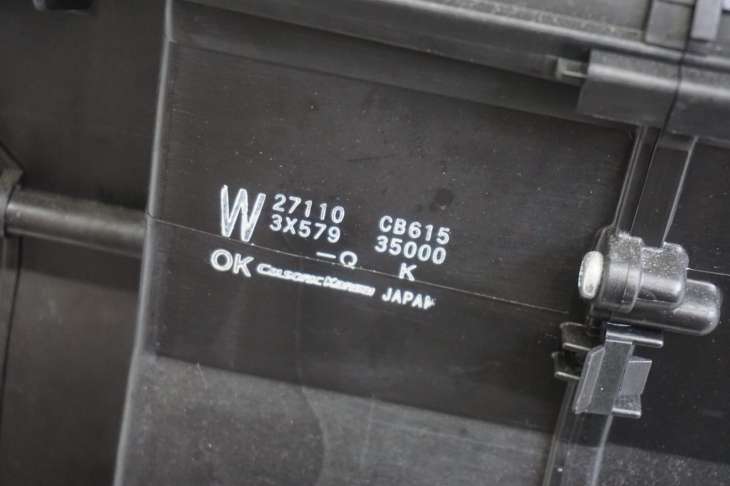 W 27110 CB615
3X579 35000
-Q K
OK CALSONIC KANSEI JAPAN